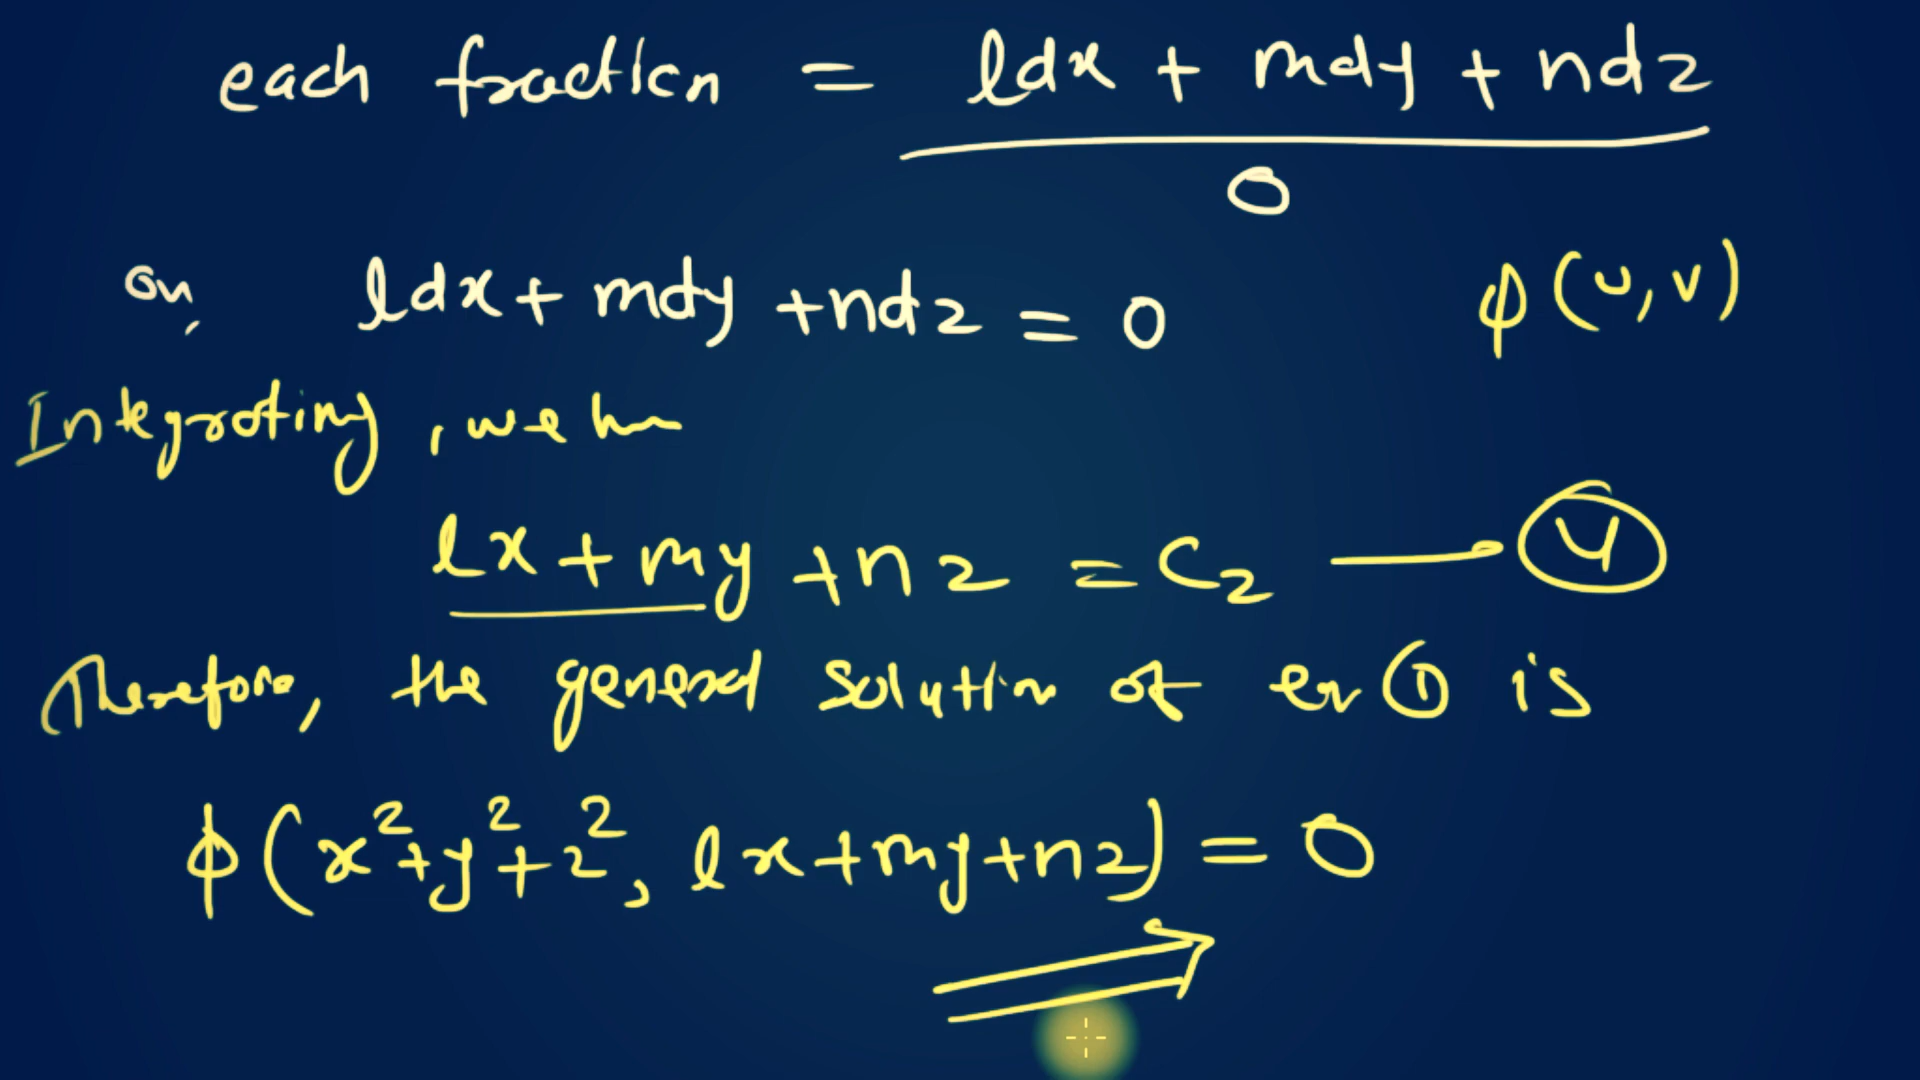 each fraction = ldx + mdy + ndz
0
or, ldx + mdy + ndz = 0
ϕ(u,v)
Integrating, we ha
lx + my + nz = C₂ — 4
Therefore, the general solution of eq ① is
ϕ(x²+y²+z², lx+my+nz) = 0